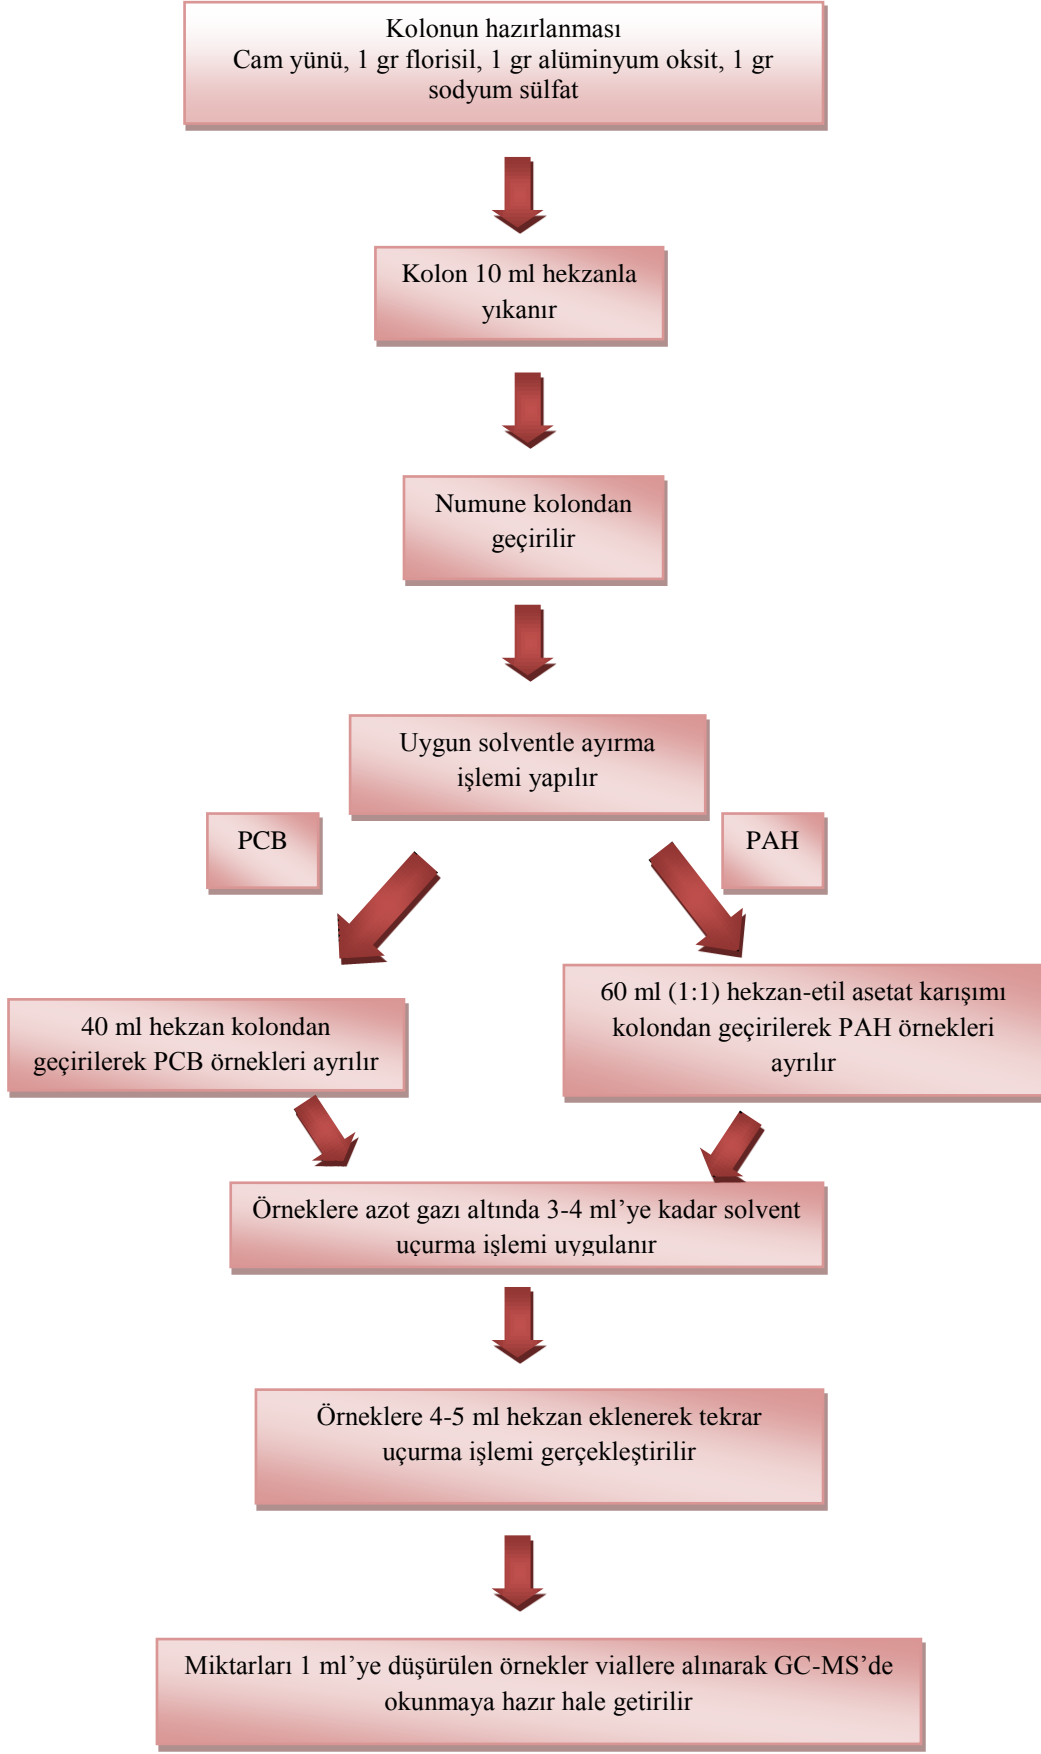 Kolonun hazırlanması
Cam yünü, 1 gr florisil, 1 gr alüminyum oksit, 1 gr
sodyum sülfat
Kolon 10 ml hekzanla
yıkanır
Numune kolondan
geçirilir
Uygun solventle ayırma
işlemi yapılır
PCB
PAH
40 ml hekzan kolondan
geçirilerek PCB örnekleri ayrılır
60 ml (1:1) hekzan-etil asetat karışımı
kolondan geçirilerek PAH örnekleri
ayrılır
Örneklere azot gazı altında 3-4 ml’ye kadar solvent
uçurma işlemi uygulanır
Örneklere 4-5 ml hekzan eklenerek tekrar
uçurma işlemi gerçekleştirilir
Miktarları 1 ml’ye düşürülen örnekler viallere alınarak GC-MS’de
okunmaya hazır hale getirilir